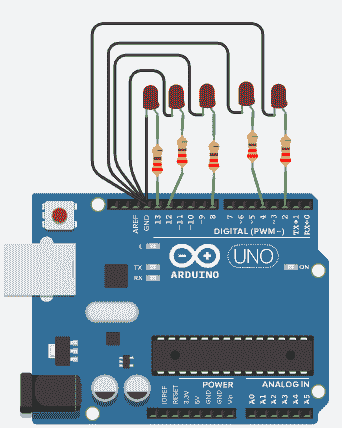 AREF
GND
13
12
~11
~10
~9
8
7
~6
~5
4
~3
2
TX→1
RX←0
DIGITAL (PWM~)
L
TX
RX
ARDUINO
UNO
ON
IOREF
RESET
3.3V
5V
GND
GND
Vin
POWER
ANALOG IN
A0
A1
A2
A3
A4
A5